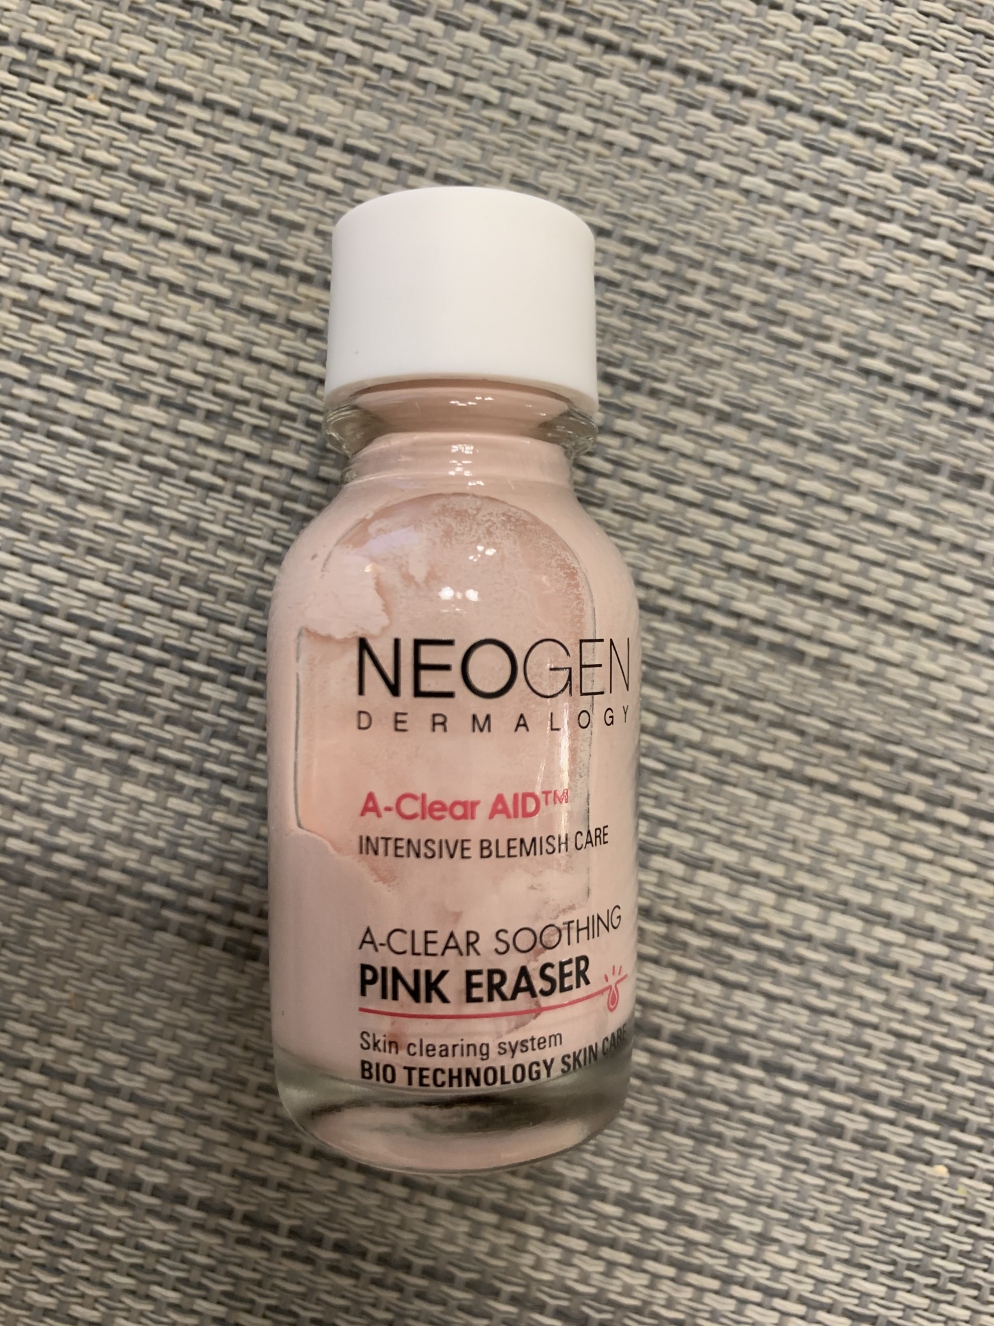 NEOGEN
DERMALOGY
A-Clear AID™
INTENSIVE BLEMISH CARE
A-CLEAR SOOTHING
PINK ERASER
Skin clearing system
BIO TECHNOLOGY SKIN CARE